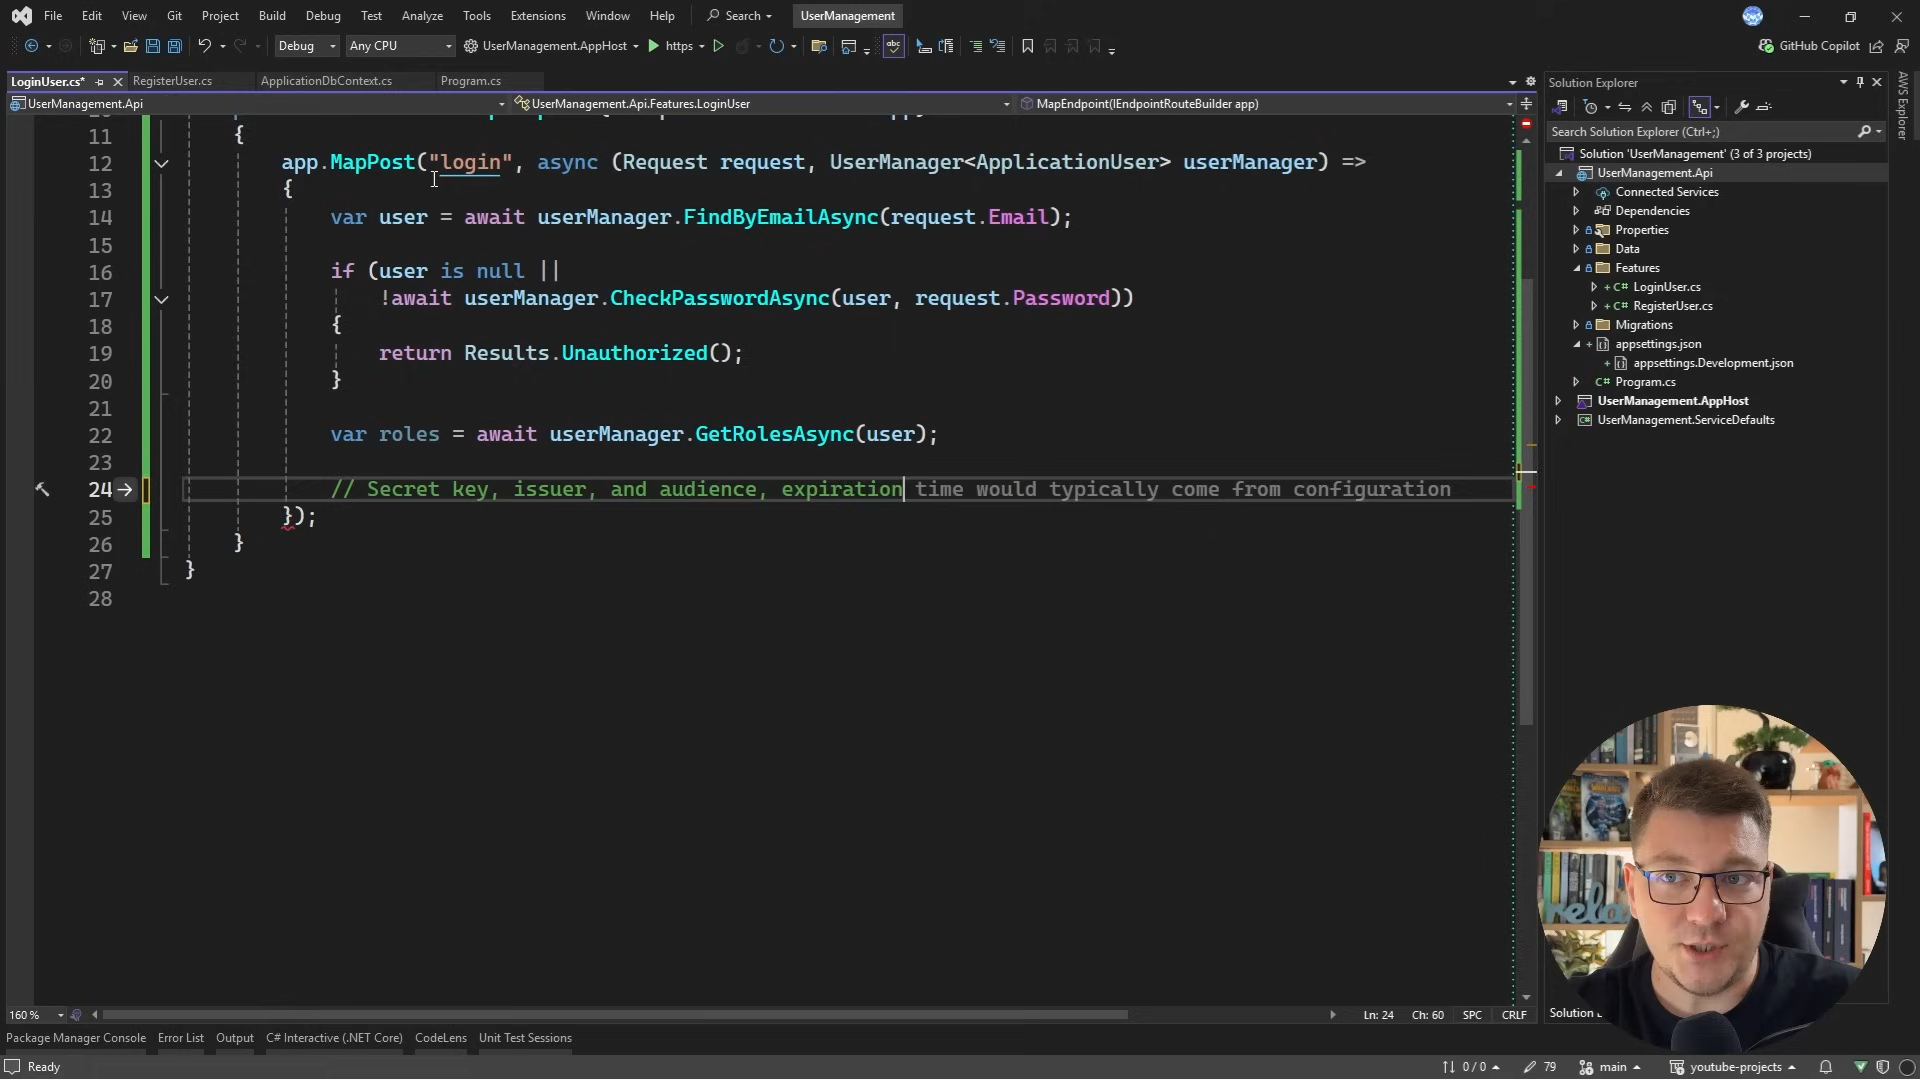 File Edit View Git Project Build Debug Test Analyze Tools Extensions Window Help Search UserManagement
Debug Any CPU UserManagement.AppHost https GitHub Copilot
LoginUser.cs* RegisterUser.cs ApplicationDbContext.cs Program.cs
UserManagement.Api UserManagement.Api.Features.LoginUser MapEndpoint(IEndpointRouteBuilder app)
11 {
12 app.MapPost("login", async (Request request, UserManager<ApplicationUser> userManager) =>
13 {
14 var user = await userManager.FindByEmailAsync(request.Email);
15
16 if (user is null ||
17 !await userManager.CheckPasswordAsync(user, request.Password))
18 {
19 return Results.Unauthorized();
20 }
21
22 var roles = await userManager.GetRolesAsync(user);
23
24 // Secret key, issuer, and audience, expiration time would typically come from configuration
25 });
26 }
27 }
28
160 % Ln: 24 Ch: 60 SPC CRLF
Package Manager Console Error List Output C# Interactive (.NET Core) CodeLens Unit Test Sessions
Ready 0 / 0 79 main youtube-projects
Solution Explorer
Search Solution Explorer (Ctrl+;)
Solution 'UserManagement' (3 of 3 projects)
UserManagement.Api
Connected Services
Dependencies
Properties
Data
Features
C# LoginUser.cs
C# RegisterUser.cs
Migrations
appsettings.json
appsettings.Development.json
C# Program.cs
UserManagement.AppHost
UserManagement.ServiceDefaults
AWS Explorer